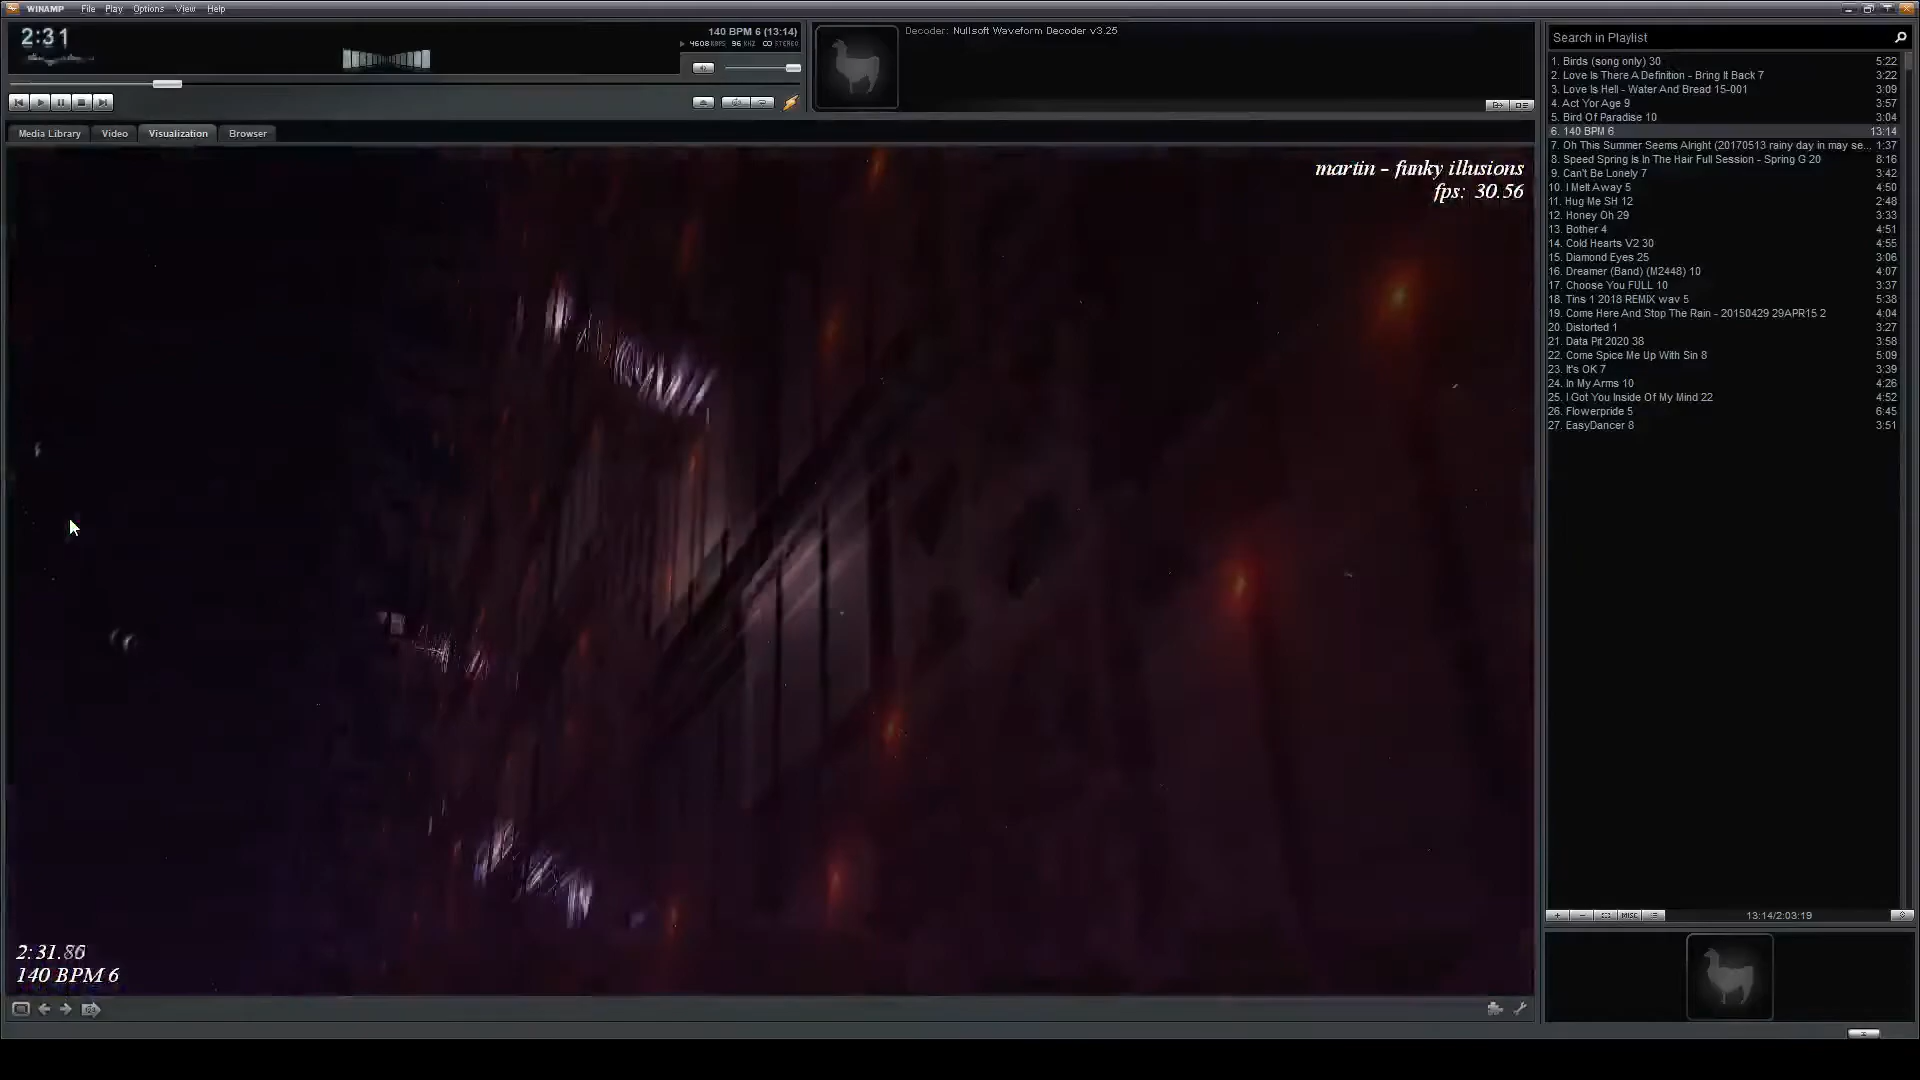 WINAMP File Play Options View Help
2:31
140 BPM 6 (13:14)
4608 KBPS 96 KHZ STEREO
Decoder: Nullsoft Waveform Decoder v3.25
Media Library Video Visualization Browser
martin - funky illusions
fps: 30.56
2:31.86
140 BPM 6
Search in Playlist
1. Birds (song only) 30 5:22
2. Love Is There A Definition - Bring It Back 7 3:22
3. Love Is Hell - Water And Bread 15-001 3:09
4. Act Yor Age 9 3:57
5. Bird Of Paradise 10 3:04
6. 140 BPM 6 13:14
7. Oh This Summer Seems Alright (20170513 rainy day in may se... 1:37
8. Speed Spring Is In The Hair Full Session - Spring G 20 8:16
9. Can't Be Lonely 7 3:42
10. I Melt Away 5 4:50
11. Hug Me SH 12 2:48
12. Honey Oh 29 3:33
13. Bother 4 4:51
14. Cold Hearts V2 30 4:55
15. Diamond Eyes 25 3:06
16. Dreamer (Band) (M2448) 10 4:07
17. Choose You FULL 10 3:37
18. Tins 1 2018 REMIX wav 5 5:38
19. Come Here And Stop The Rain - 20150429 29APR15 2 4:04
20. Distorted 1 3:27
21. Data Pit 2020 38 3:58
22. Come Spice Me Up With Sin 8 5:09
23. It's OK 7 3:39
24. In My Arms 10 4:26
25. I Got You Inside Of My Mind 22 4:52
26. Flowerpride 5 6:45
27. EasyDancer 8 3:51
MISC 13:14/2:03:19